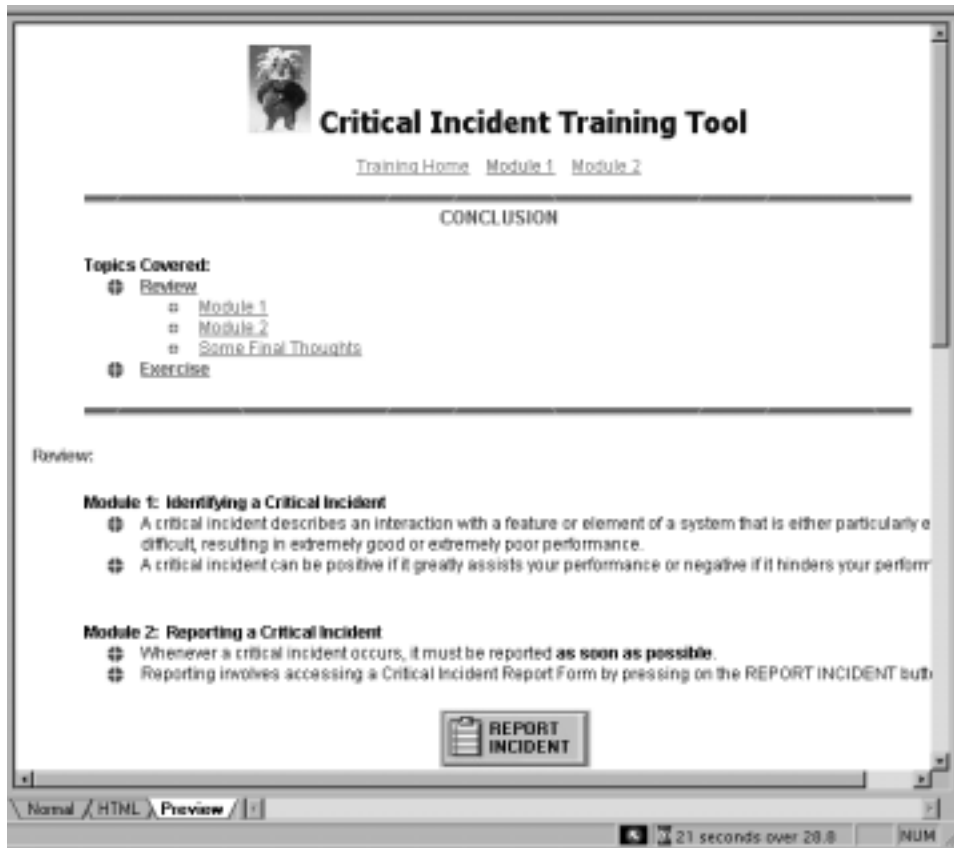 Critical Incident Training Tool
Training Home Module 1 Module 2
CONCLUSION
Topics Covered:
Review
Module 1
Module 2
Some Final Thoughts
Exercise
Review:
Module 1: Identifying a Critical Incident
A critical incident describes an interaction with a feature or element of a system that is either particularly e
difficult, resulting in extremely good or extremely poor performance.
A critical incident can be positive if it greatly assists your performance or negative if it hinders your perform
Module 2: Reporting a Critical Incident
Whenever a critical incident occurs, it must be reported as soon as possible.
Reporting involves accessing a Critical Incident Report Form by pressing on the REPORT INCIDENT butt
REPORT
INCIDENT
Normal HTML Preview
21 seconds over 28.8 NUM